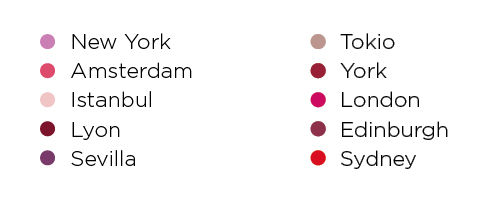 New York
Amsterdam
Istanbul
Lyon
Sevilla
Tokio
York
London
Edinburgh
Sydney